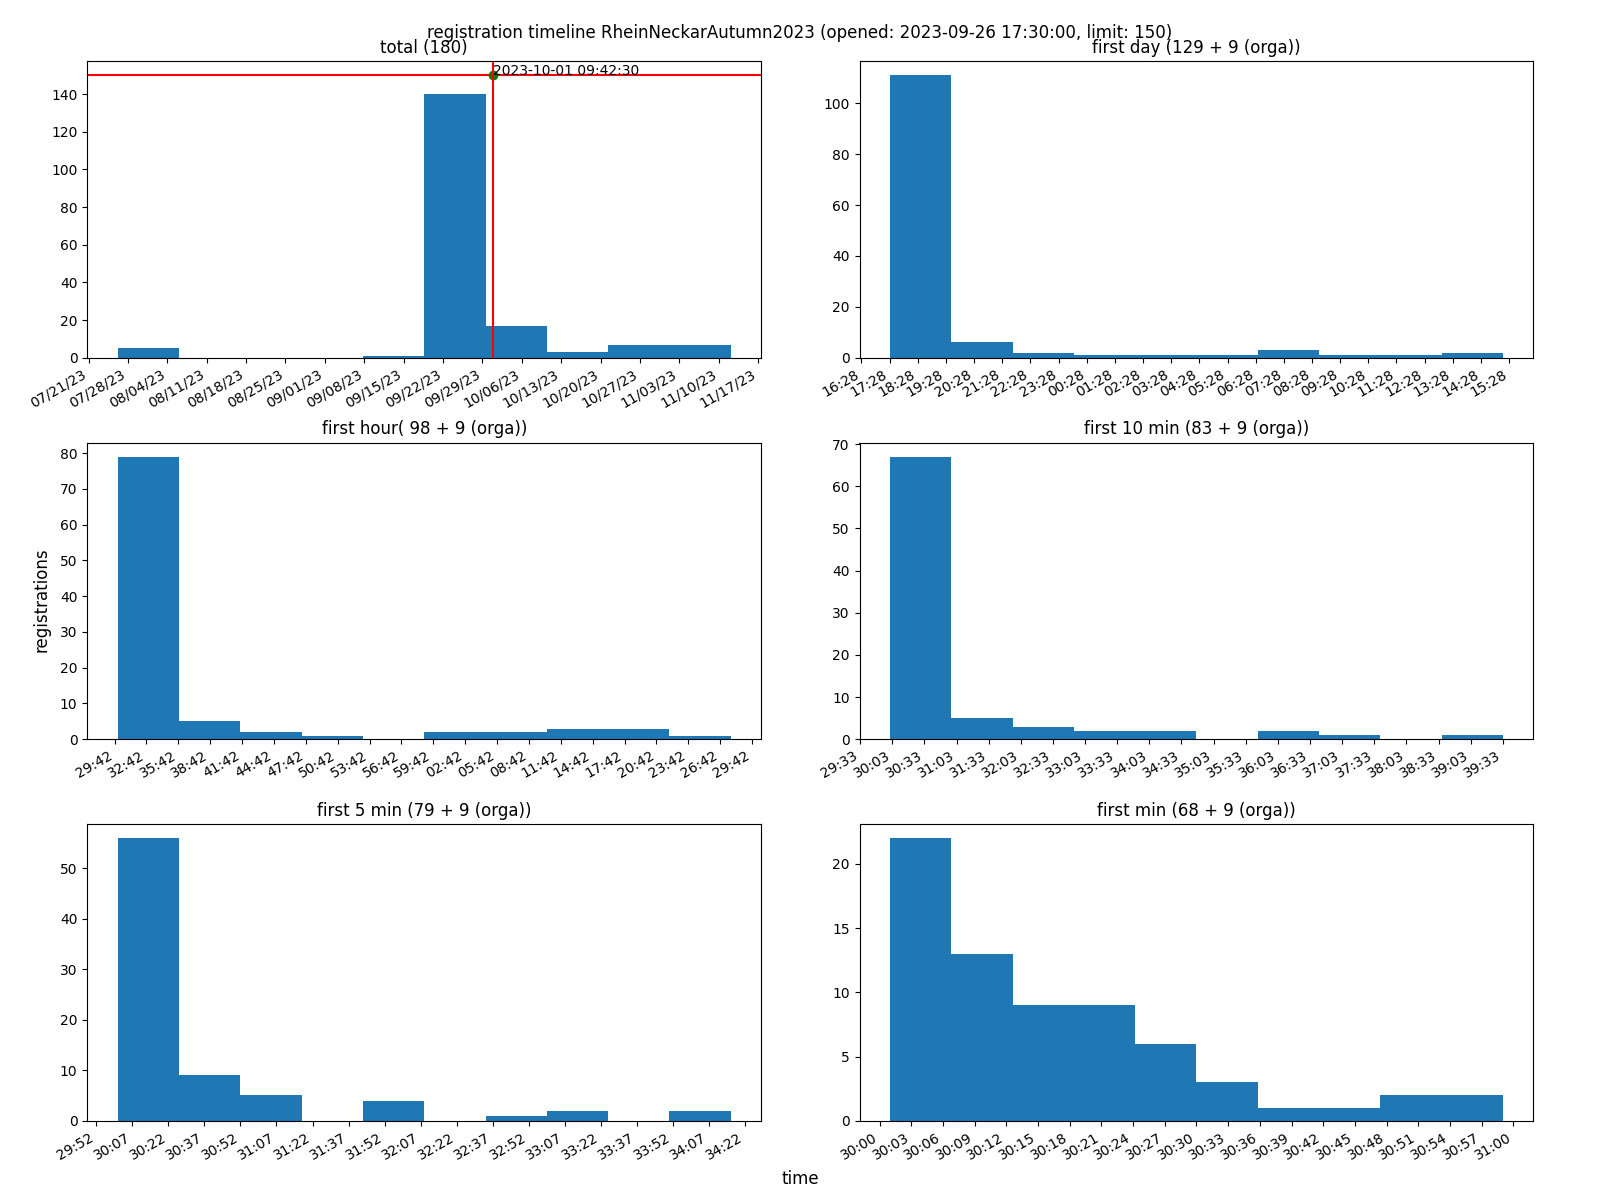 registration timeline RheinNeckarAutumn2023 (opened: 2023-09-26 17:30:00, limit: 150)
total (180)
2023-10-01 09:42:30
140
120
100
80
60
40
20
0
07/21/23 07/28/23 08/04/23 08/11/23 08/18/23 08/25/23 09/01/23 09/08/23 09/15/23 09/22/23 09/29/23 10/06/23 10/13/23 10/20/23 10/27/23 11/03/23 11/10/23 11/17/23
first day (129 + 9 (orga))
100
80
60
40
20
0
16:28 17:28 18:28 19:28 20:28 21:28 22:28 23:28 00:28 01:28 02:28 03:28 04:28 05:28 06:28 07:28 08:28 09:28 10:28 11:28 12:28 13:28 14:28 15:28
first hour( 98 + 9 (orga))
registrations
80
70
60
50
40
30
20
10
0
29:42 32:42 35:42 38:42 41:42 44:42 47:42 50:42 53:42 56:42 59:42 02:42 05:42 08:42 11:42 14:42 17:42 20:42 23:42 26:42 29:42
first 10 min (83 + 9 (orga))
70
60
50
40
30
20
10
0
29:33 30:03 30:33 31:03 31:33 32:03 32:33 33:03 33:33 34:03 34:33 35:03 35:33 36:03 36:33 37:03 37:33 38:03 38:33 39:03 39:33
first 5 min (79 + 9 (orga))
50
40
30
20
10
0
29:52 30:07 30:22 30:37 30:52 31:07 31:22 31:37 31:52 32:07 32:22 32:37 32:52 33:07 33:22 33:37 33:52 34:07 34:22
first min (68 + 9 (orga))
20
15
10
5
0
30:00 30:03 30:06 30:09 30:12 30:15 30:18 30:21 30:24 30:27 30:30 30:33 30:36 30:39 30:42 30:45 30:48 30:51 30:54 30:57 31:00
time